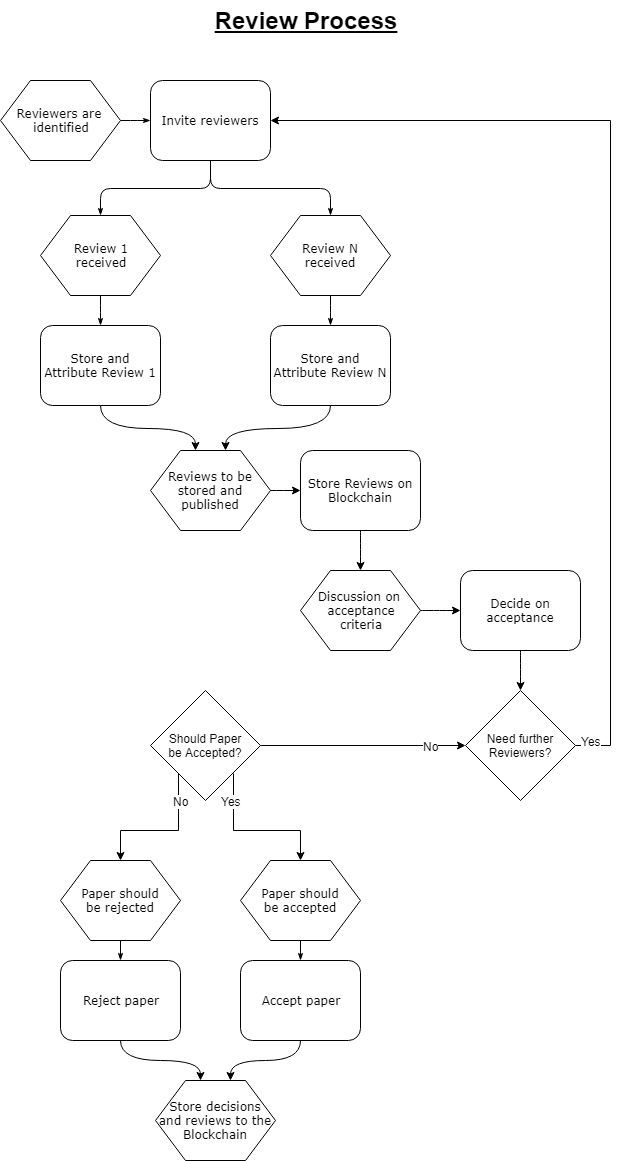 Review Process
Reviewers are
identified
Invite reviewers
Review 1
received
Review N
received
Store and
Attribute Review 1
Store and
Attribute Review N
Reviews to be
stored and
published
Store Reviews on
Blockchain
Discussion on
acceptance
criteria
Decide on
acceptance
Should Paper
be Accepted?
No
Need further
Reviewers?
Yes
No
Yes
Paper should
be rejected
Paper should
be accepted
Reject paper
Accept paper
Store decisions
and reviews to the
Blockchain